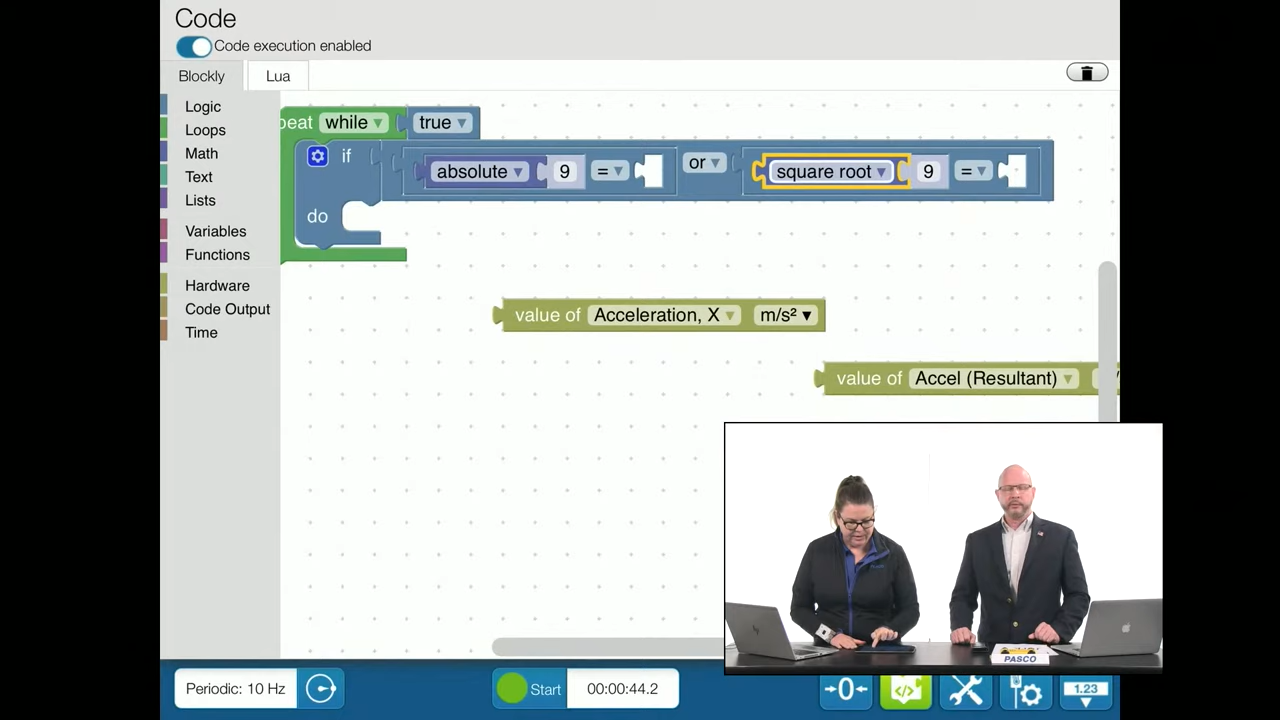 Code
Code execution enabled
Blockly
Lua
Logic
Loops
Math
Text
Lists
Variables
Functions
Hardware
Code Output
Time
peat while ▾ true ▾
if absolute ▾ 9 = ▾ or ▾ square root ▾ 9 = ▾
do
value of Acceleration, X ▾ m/s² ▾
value of Accel (Resultant) ▾
PASCO
Periodic: 10 Hz
Start
00:00:44.2
0
</>
1.23